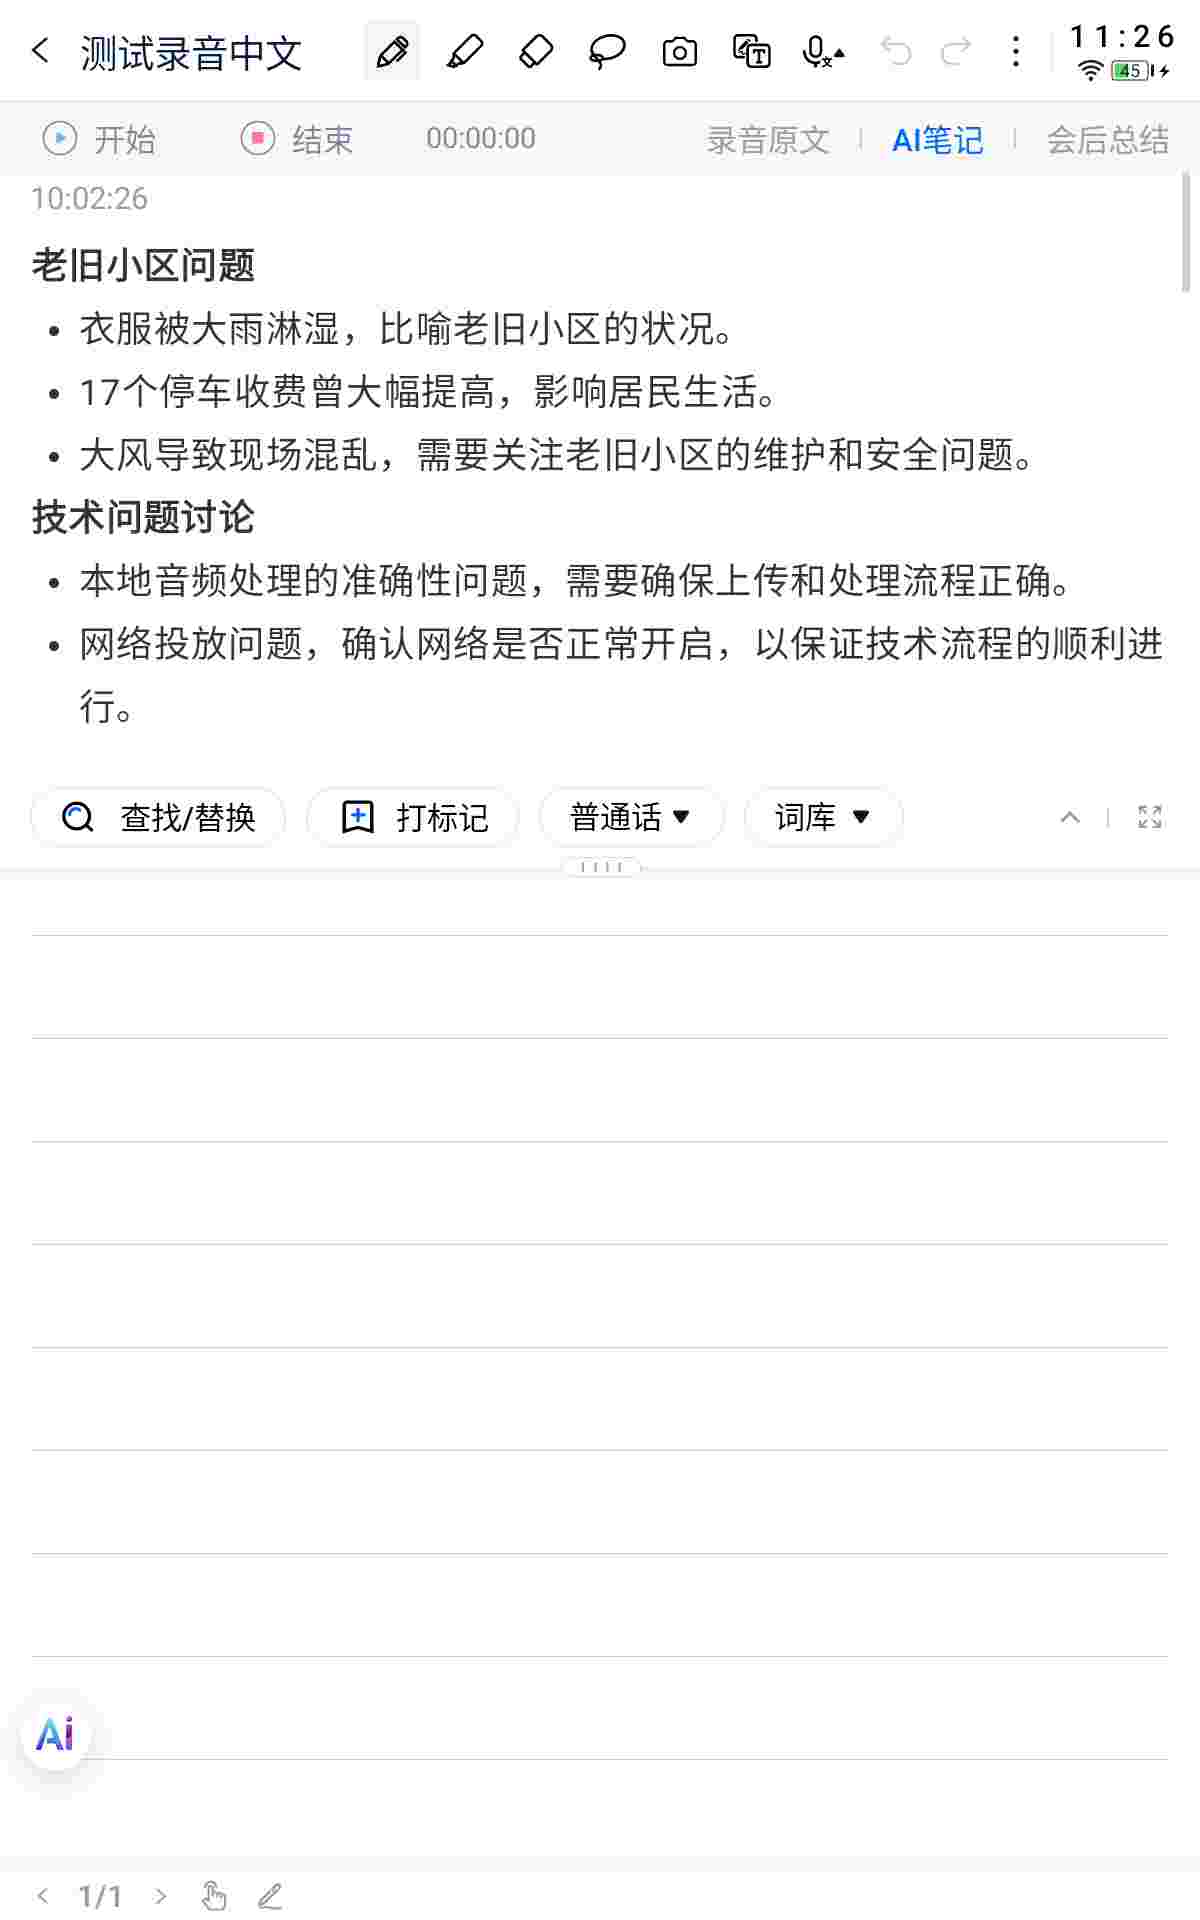 测试录音中文
11:26
45
开始 结束 00:00:00 录音原文 AI笔记 会后总结
10:02:26
老旧小区问题
• 衣服被大雨淋湿，比喻老旧小区的状况。
• 17个停车收费曾大幅提高，影响居民生活。
• 大风导致现场混乱，需要关注老旧小区的维护和安全问题。
技术问题讨论
• 本地音频处理的准确性问题，需要确保上传和处理流程正确。
• 网络投放问题，确认网络是否正常开启，以保证技术流程的顺利进
行。
查找/替换 打标记 普通话 词库
Ai
1/1